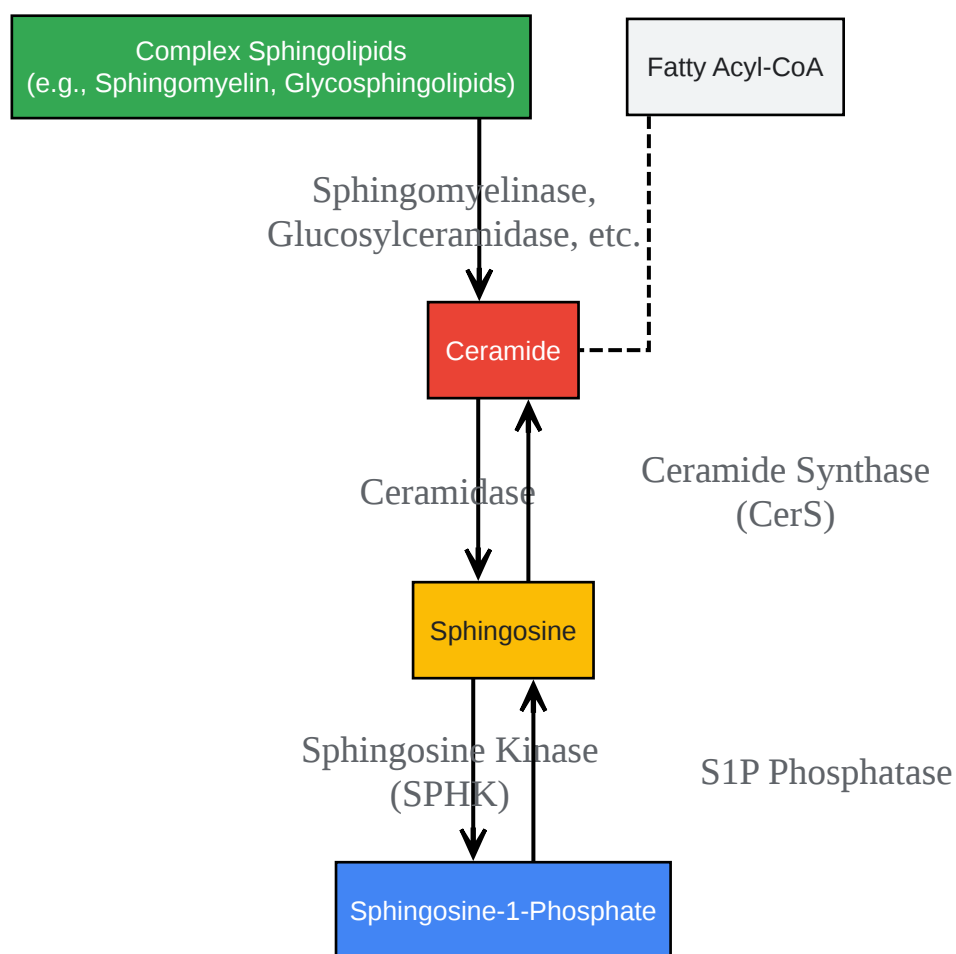 Complex Sphingolipids
(e.g., Sphingomyelin, Glycosphingolipids)
Fatty Acyl-CoA
Sphingomyelinase,
Glucosylceramidase, etc.
Ceramide
Ceramidase
Ceramide Synthase
(CerS)
Sphingosine
Sphingosine Kinase
(SPHK)
S1P Phosphatase
Sphingosine-1-Phosphate